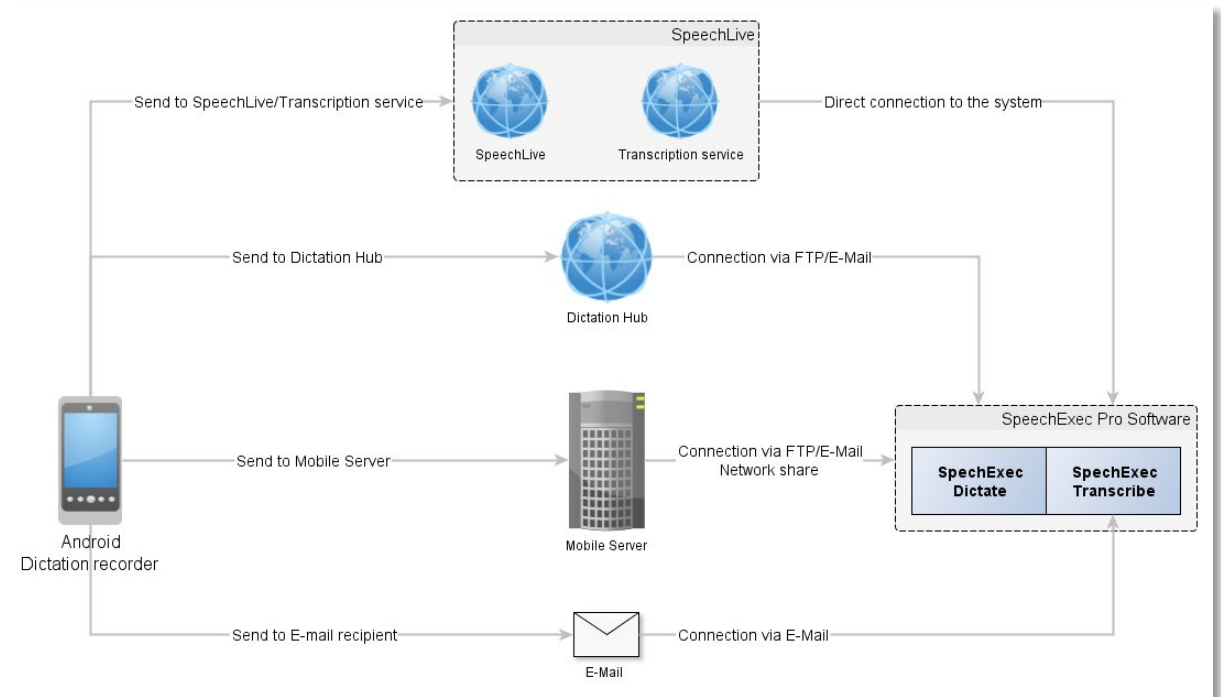 SpeechLive
Send to SpeechLive/Transcription service
Direct connection to the system
SpeechLive
Transcription service
Send to Dictation Hub
Connection via FTP/E-Mail
Dictation Hub
SpeechExec Pro Software
Send to Mobile Server
Connection via FTP/E-Mail
Network share
SpechExec
Dictate
SpechExec
Transcribe
Mobile Server
Android
Dictation recorder
Send to E-mail recipient
Connection via E-Mail
E-Mail